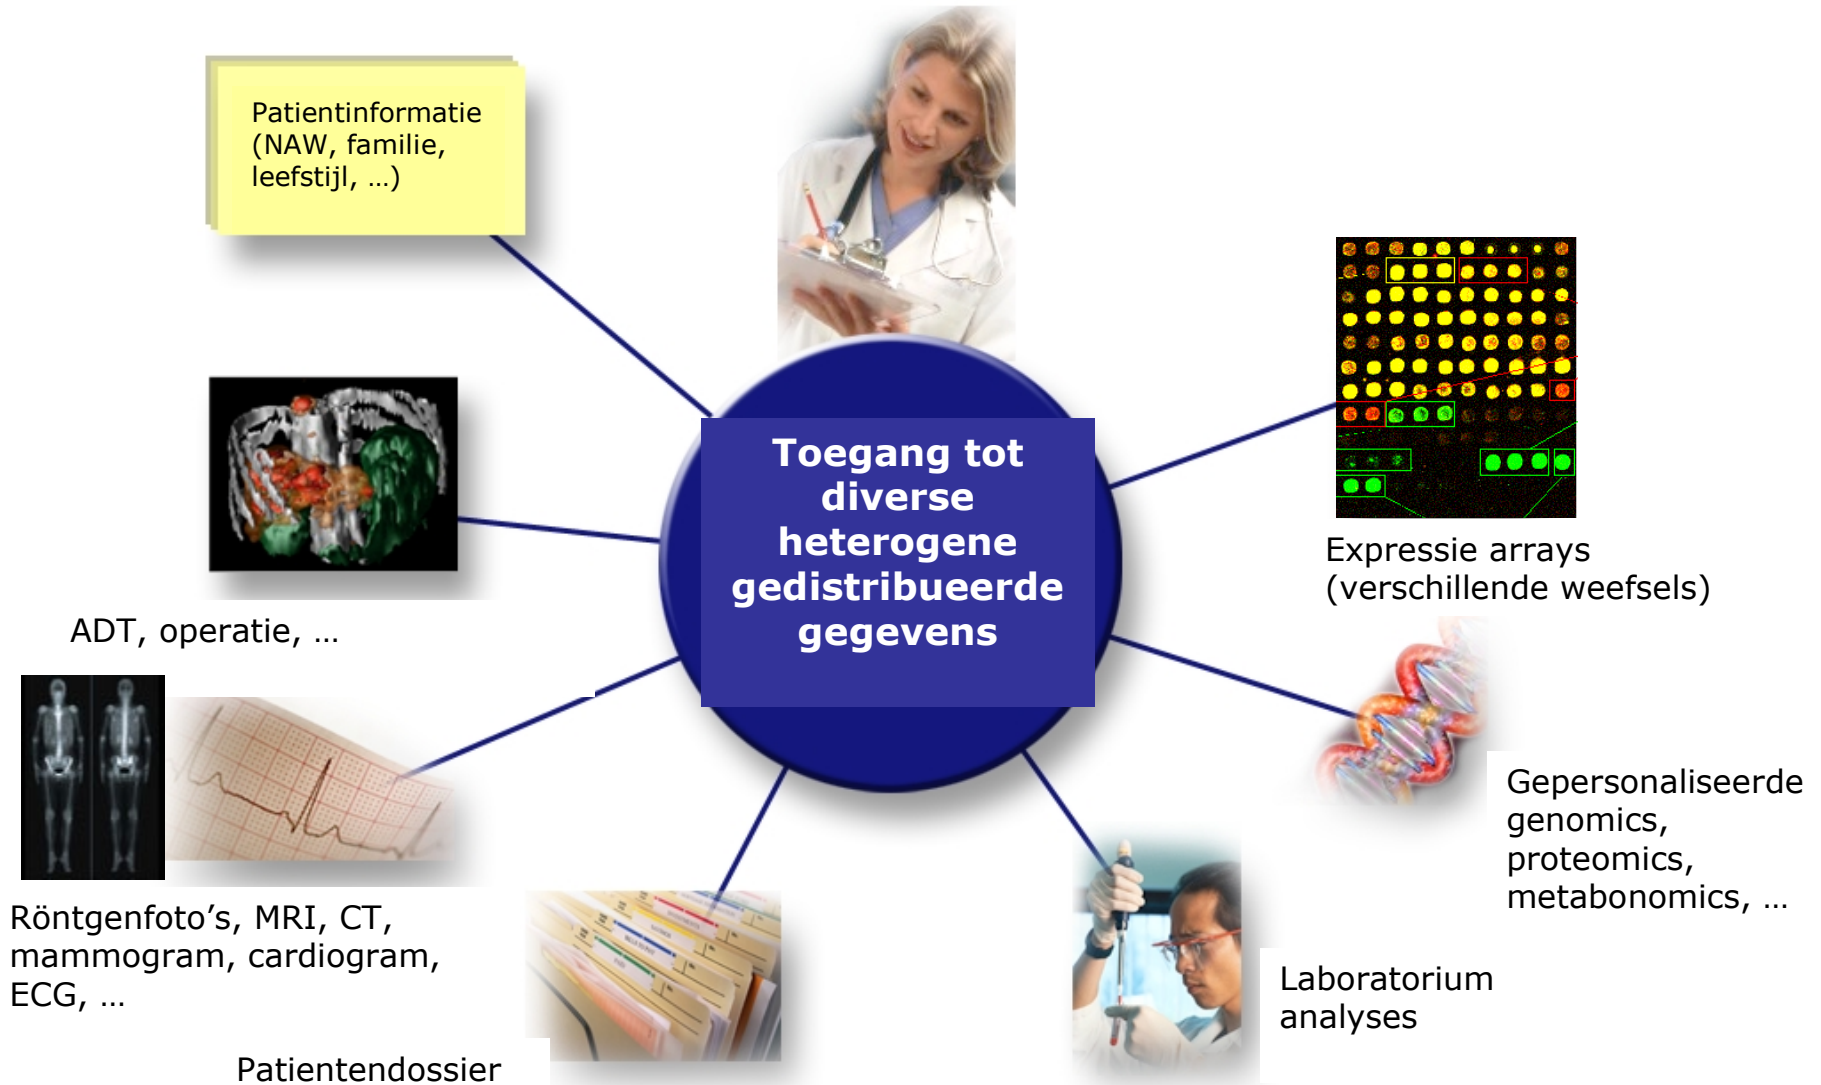 Patientinformatie
(NAW, familie,
leefstijl, …)
Toegang tot
diverse
heterogene
gedistribueerde
gegevens
Expressie arrays
(verschillende weefsels)
ADT, operatie, …
Gepersonaliseerde
genomics,
proteomics,
metabonomics, …
Röntgenfoto’s, MRI, CT,
mammogram, cardiogram,
ECG, …
Laboratorium
analyses
Patientendossier